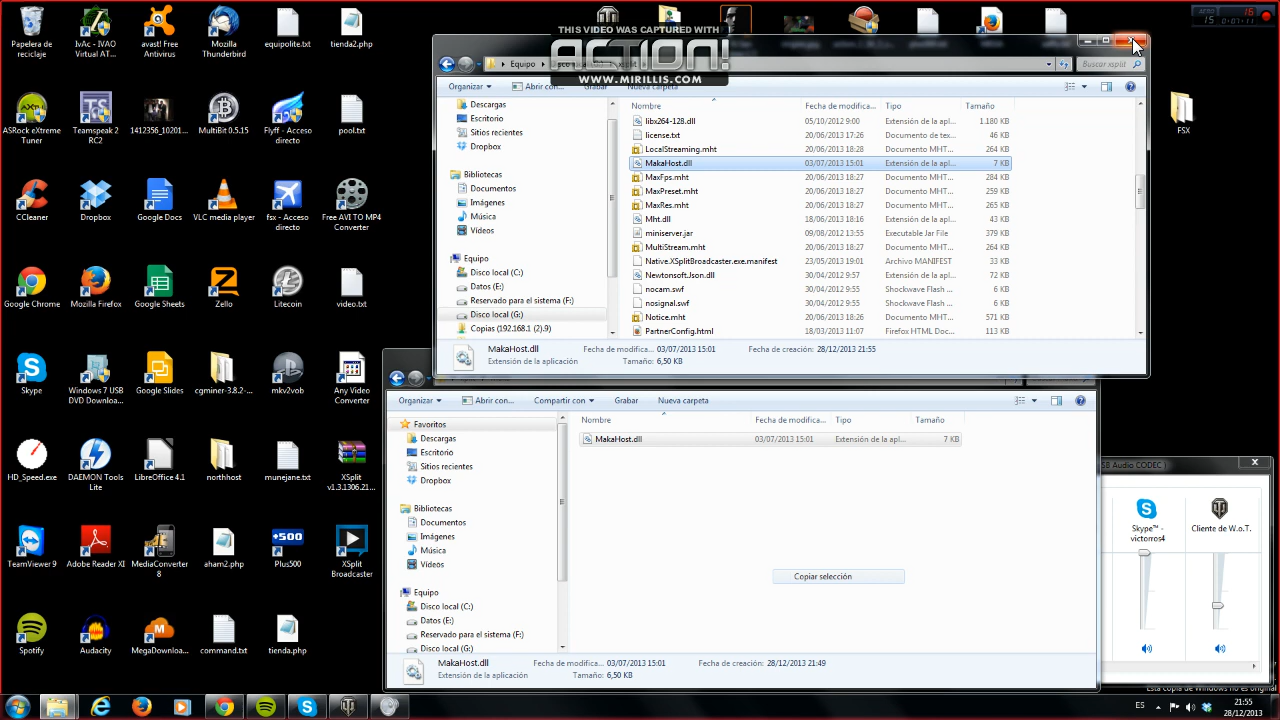 Papelera de reciclaje
IvAc - IVAO Virtual AT...
avast! Free Antivirus
Mozilla Thunderbird
equipolite.txt
tienda2.php
ASRock eXtreme Tuner
Teamspeak 2 RC2
1412356_10201...
MultiBit 0.5.15
Flyff - Acceso directo
pool.txt
CCleaner
Dropbox
Google Docs
VLC media player
fsx - Acceso directo
Free AVI TO MP4 Converter
Google Chrome
Mozilla Firefox
Google Sheets
Zello
Litecoin
video.txt
Skype
Windows 7 USB DVD Downloa...
Google Slides
cgminer-3.8.2-...
mkv2vob
Any Video Converter
HD_Speed.exe
DAEMON Tools Lite
LibreOffice 4.1
northhost
munejane.txt
XSplit v1.3.1306.21...
TeamViewer 9
Adobe Reader XI
MediaConverter 8
aham2.php
+500
Plus500
XSplit Broadcaster
Spotify
Audacity
MegaDownloa...
command.txt
tienda.php
FSX
THIS VIDEO WAS CAPTURED WITH
ACTION!
WWW.MIRILLIS.COM
Equipo
Buscar xsplit
Organizar
Abrir con...
Grabar
Nueva carpeta
Descargas
Escritorio
Sitios recientes
Dropbox
Bibliotecas
Documentos
Imágenes
Música
Vídeos
Equipo
Disco local (C:)
Datos (E:)
Reservado para el sistema (F:)
Disco local (G:)
Copias (192.168.1 (2).9)
Nombre Fecha de modifica... Tipo Tamaño
libx264-128.dll 05/10/2012 9:00 Extensión de la apl... 1.180 KB
license.txt 20/06/2013 17:26 Documento de tex... 46 KB
LocalStreaming.mht 20/06/2013 18:28 Documento MHT... 264 KB
MakaHost.dll 03/07/2013 15:01 Extensión de la apl... 7 KB
MaxFps.mht 20/06/2013 18:27 Documento MHT... 284 KB
MaxPreset.mht 20/06/2013 18:27 Documento MHT... 259 KB
MaxRes.mht 20/06/2013 18:27 Documento MHT... 265 KB
Mht.dll 18/06/2013 18:16 Extensión de la apl... 43 KB
miniserver.jar 09/08/2012 13:55 Executable Jar File 379 KB
MultiStream.mht 20/06/2013 18:27 Documento MHT... 264 KB
Native.XSplitBroadcaster.exe.manifest 23/05/2013 19:01 Archivo MANIFEST 33 KB
Newtonsoft.Json.dll 30/04/2012 9:57 Extensión de la apl... 72 KB
nocam.swf 30/04/2012 9:55 Shockwave Flash ... 33 KB
nosignal.swf 30/04/2012 9:55 Shockwave Flash ... 33 KB
Notice.mht 20/06/2013 18:26 Documento MHT... 571 KB
PartnerConfig.html 18/03/2013 11:07 Firefox HTML Doc... 113 KB
MakaHost.dll Fecha de modifica... 03/07/2013 15:01 Fecha de creación: 28/12/2013 21:55
Extensión de la aplicación Tamaño: 6,50 KB
Organizar
Abrir con...
Compartir con
Grabar
Nueva carpeta
Favoritos
Descargas
Escritorio
Sitios recientes
Dropbox
Bibliotecas
Documentos
Imágenes
Música
Vídeos
Equipo
Disco local (C:)
Datos (E:)
Reservado para el sistema (F:)
Disco local (G:)
Nombre Fecha de modifica... Tipo Tamaño
MakaHost.dll 03/07/2013 15:01 Extensión de la apl... 7 KB
Copiar selección
MakaHost.dll Fecha de modifica... 03/07/2013 15:01 Fecha de creación: 28/12/2013 21:49
Extensión de la aplicación Tamaño: 6,50 KB
SB Audio CODEC)
Skype™ - victorros4
Cliente de W.o.T.
Esta copia de Windows no es original
ES
21:55
28/12/2013